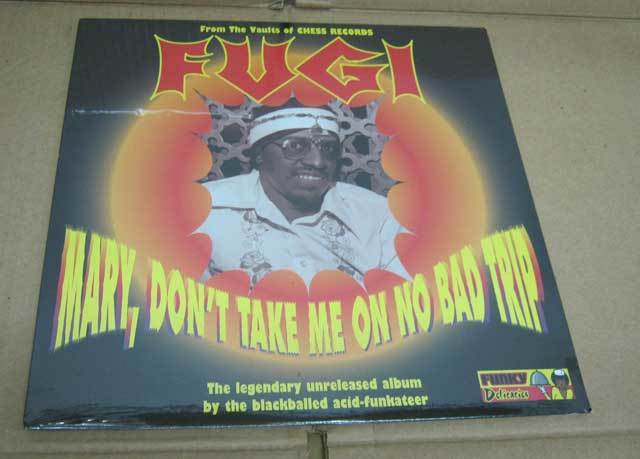 From The Vaults of CHESS RECORDS
FUGI
MARY, DON'T TAKE ME ON NO BAD TRIP
The legendary unreleased album
by the blackballed acid-funkateer
FUNKY
Delicacies